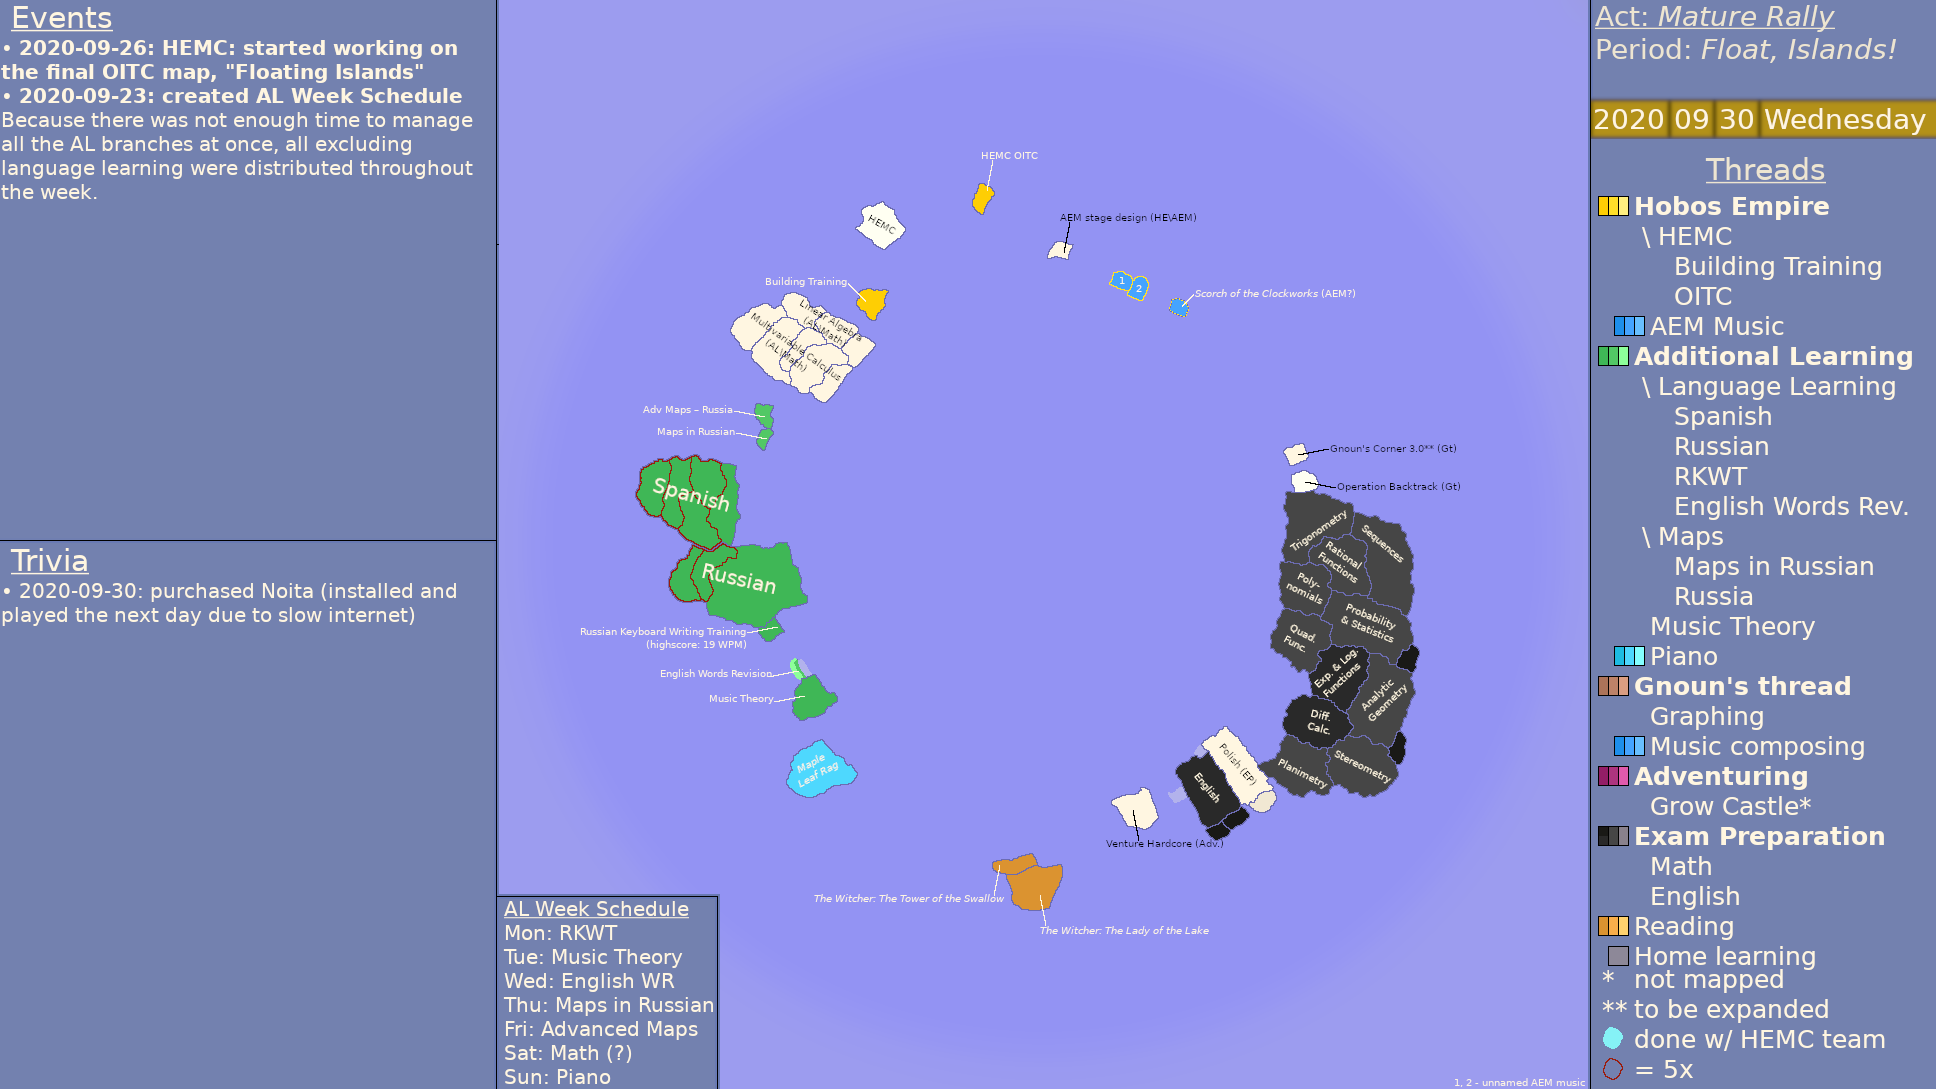 Events
• 2020-09-26: HEMC: started working on
the final OITC map, "Floating Islands"
• 2020-09-23: created AL Week Schedule
Because there was not enough time to manage
all the AL branches at once, all excluding
language learning were distributed throughout
the week.
Trivia
• 2020-09-30: purchased Noita (installed and
played the next day due to slow internet)
HEMC OITC
HEMC
AEM stage design (HE\AEM)
Building Training
1
2
Scorch of the Clockworks (AEM?)
Linear Algebra
(AL\Math)
Multivariable Calculus
(AL\Math)
Adv Maps – Russia
Maps in Russian
Spanish
Russian
Russian Keyboard Writing Training
(highscore: 19 WPM)
English Words Revision
Music Theory
Maple
Leaf Rag
Gnoun's Corner 3.0** (Gt)
Operation Backtrack (Gt)
Trigonometry
Sequences
Rational
Functions
Poly-
nomials
Probability
& Statistics
Quad.
Func.
Exp. & Log.
Functions
Analytic
Geometry
Diff.
Calc.
Planimetry
Stereometry
Polish (EP)
English
Venture Hardcore (Adv.)
The Witcher: The Tower of the Swallow
The Witcher: The Lady of the Lake
AL Week Schedule
Mon: RKWT
Tue: Music Theory
Wed: English WR
Thu: Maps in Russian
Fri: Advanced Maps
Sat: Math (?)
Sun: Piano
1, 2 - unnamed AEM music
Act: Mature Rally
Period: Float, Islands!
2020 09 30 Wednesday
Threads
Hobos Empire
\ HEMC
Building Training
OITC
AEM Music
Additional Learning
\ Language Learning
Spanish
Russian
RKWT
English Words Rev.
\ Maps
Maps in Russian
Russia
Music Theory
Piano
Gnoun's thread
Graphing
Music composing
Adventuring
Grow Castle*
Exam Preparation
Math
English
Reading
Home learning
* not mapped
** to be expanded
done w/ HEMC team
= 5x